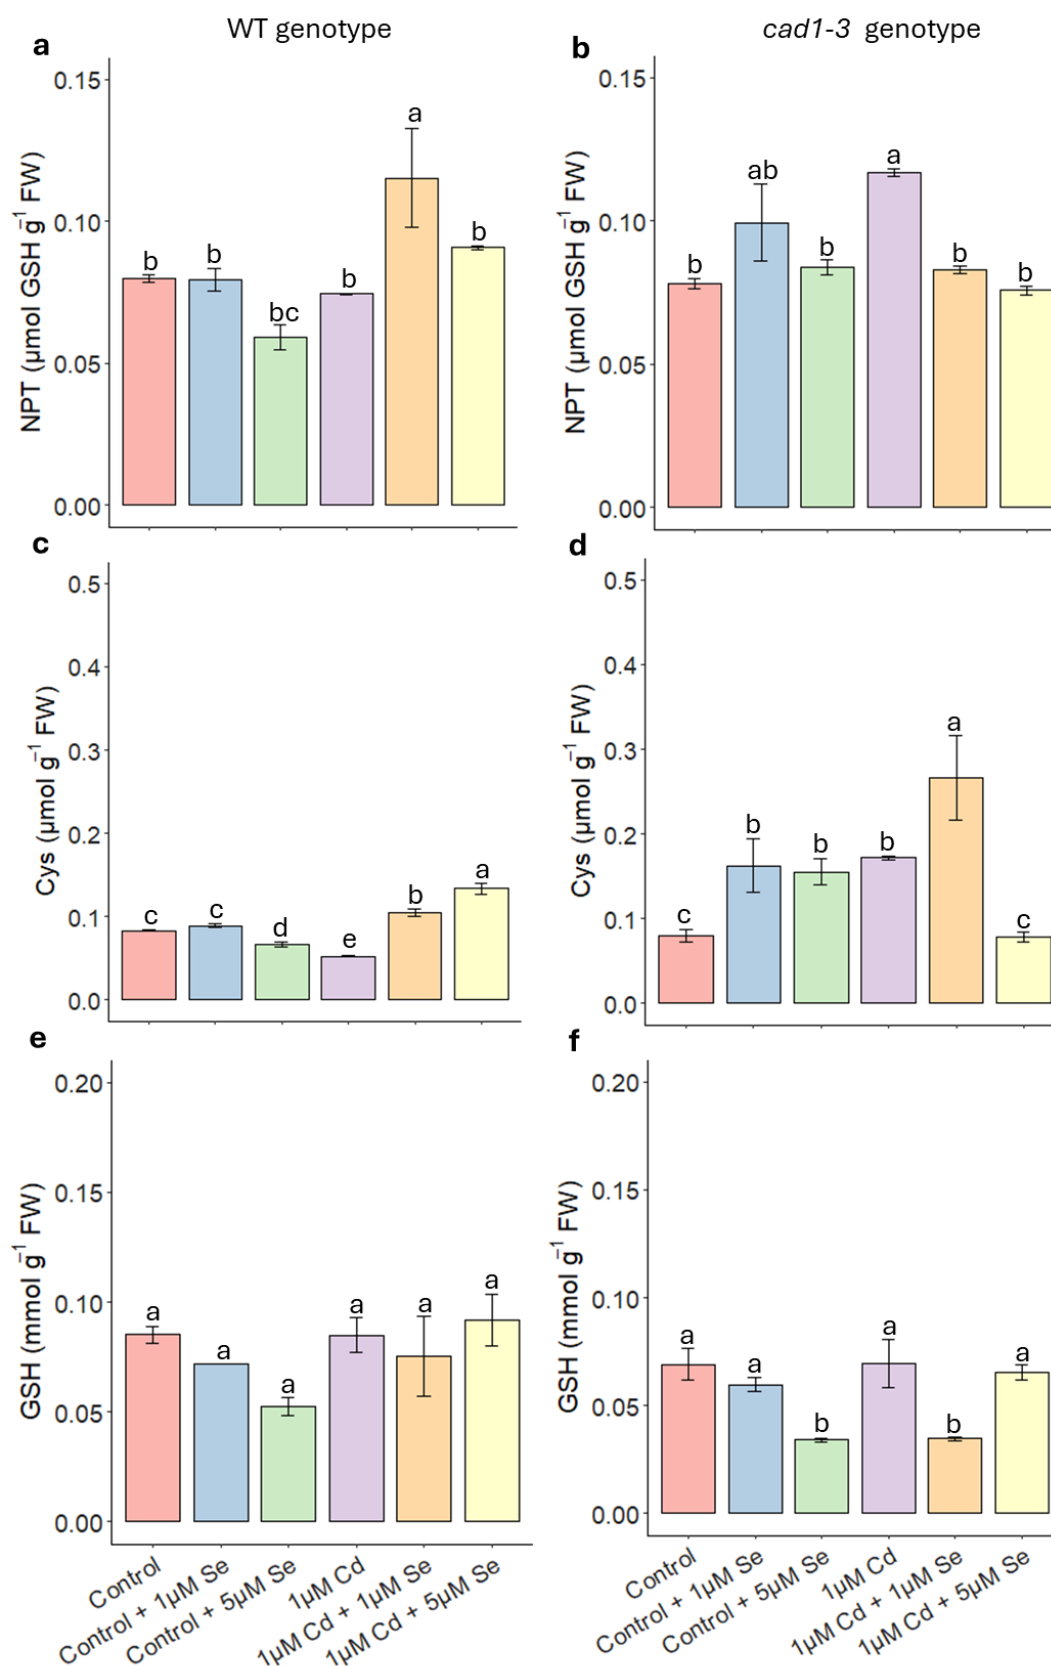 WT genotype
cad1-3 genotype
a
b
NPT (µmol GSH g⁻¹ FW)
0.15
0.10
0.05
0.00
b
b
bc
b
a
b
NPT (µmol GSH g⁻¹ FW)
0.15
0.10
0.05
0.00
b
ab
b
a
b
b
c
d
Cys (µmol g⁻¹ FW)
0.5
0.4
0.3
0.2
0.1
0.0
c
c
d
e
b
a
Cys (µmol g⁻¹ FW)
0.5
0.4
0.3
0.2
0.1
0.0
c
b
b
b
a
c
e
f
GSH (mmol g⁻¹ FW)
0.20
0.15
0.10
0.05
0.00
a
a
a
a
a
a
GSH (mmol g⁻¹ FW)
0.20
0.15
0.10
0.05
0.00
a
a
b
a
b
a
Control
Control + 1µM Se
Control + 5µM Se
1µM Cd
1µM Cd + 1µM Se
1µM Cd + 5µM Se
Control
Control + 1µM Se
Control + 5µM Se
1µM Cd
1µM Cd + 1µM Se
1µM Cd + 5µM Se